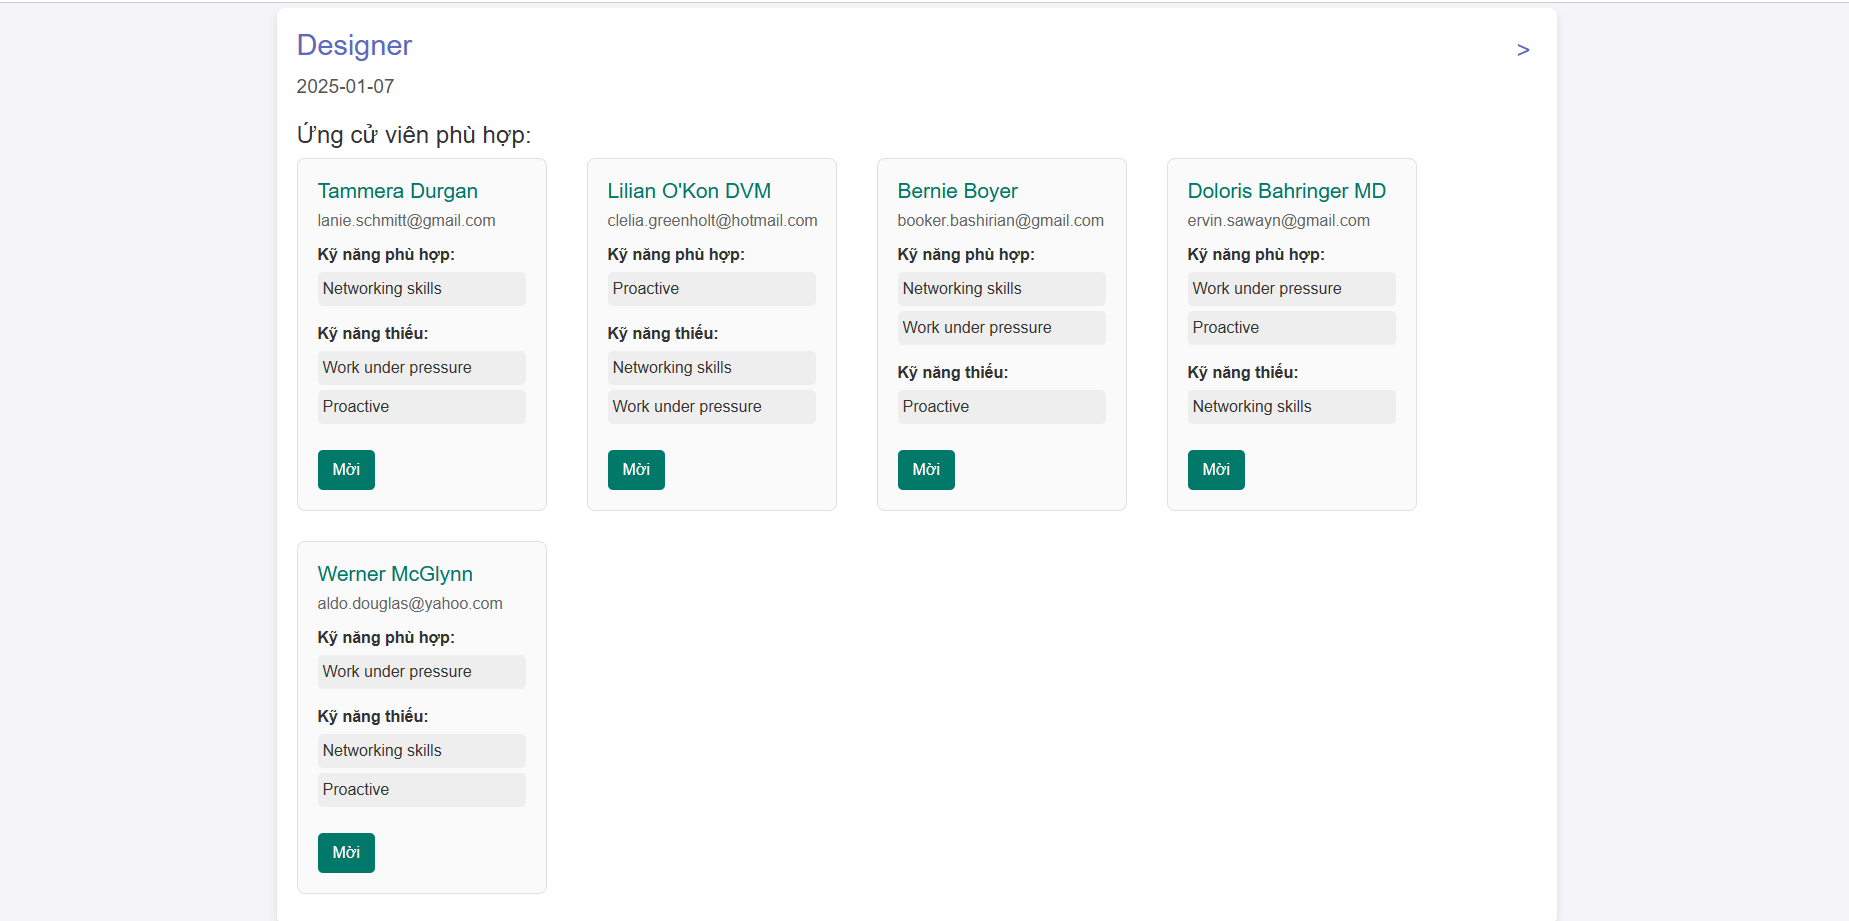 Designer
>
2025-01-07
Ứng cử viên phù hợp:
Tammera Durgan
lanie.schmitt@gmail.com
Kỹ năng phù hợp:
Networking skills
Kỹ năng thiếu:
Work under pressure
Proactive
Mời
Lilian O'Kon DVM
clelia.greenholt@hotmail.com
Kỹ năng phù hợp:
Proactive
Kỹ năng thiếu:
Networking skills
Work under pressure
Mời
Bernie Boyer
booker.bashirian@gmail.com
Kỹ năng phù hợp:
Networking skills
Work under pressure
Kỹ năng thiếu:
Proactive
Mời
Doloris Bahringer MD
ervin.sawayn@gmail.com
Kỹ năng phù hợp:
Work under pressure
Proactive
Kỹ năng thiếu:
Networking skills
Mời
Werner McGlynn
aldo.douglas@yahoo.com
Kỹ năng phù hợp:
Work under pressure
Kỹ năng thiếu:
Networking skills
Proactive
Mời